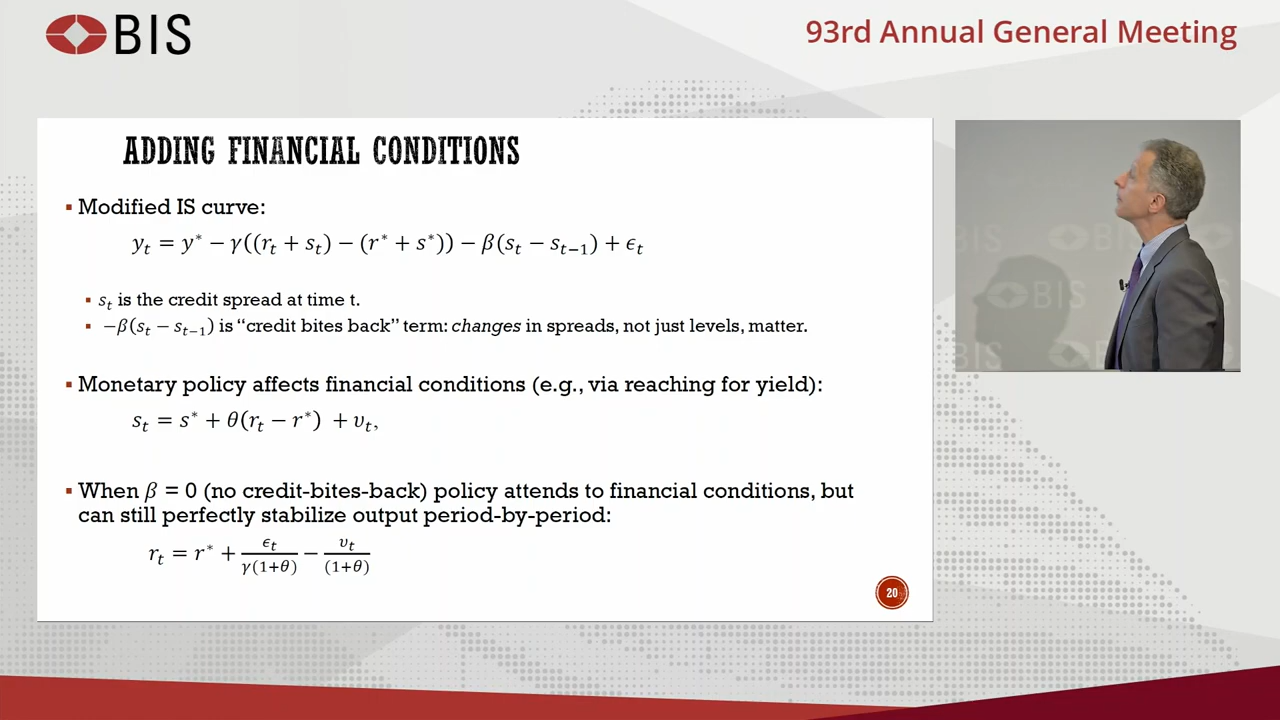 BIS
93rd Annual General Meeting
ADDING FINANCIAL CONDITIONS
▪ Modified IS curve:
y_t = y* − γ((r_t + s_t) − (r* + s*)) − β(s_t − s_{t−1}) + ϵ_t
▪ s_t is the credit spread at time t.
▪ −β(s_t − s_{t−1}) is “credit bites back” term: changes in spreads, not just levels, matter.
▪ Monetary policy affects financial conditions (e.g., via reaching for yield):
s_t = s* + θ(r_t − r*) + υ_t,
▪ When β = 0 (no credit-bites-back) policy attends to financial conditions, but
can still perfectly stabilize output period-by-period:
r_t = r* + ϵ_t/γ(1+θ) − υ_t/(1+θ)
20
BIS
BIS